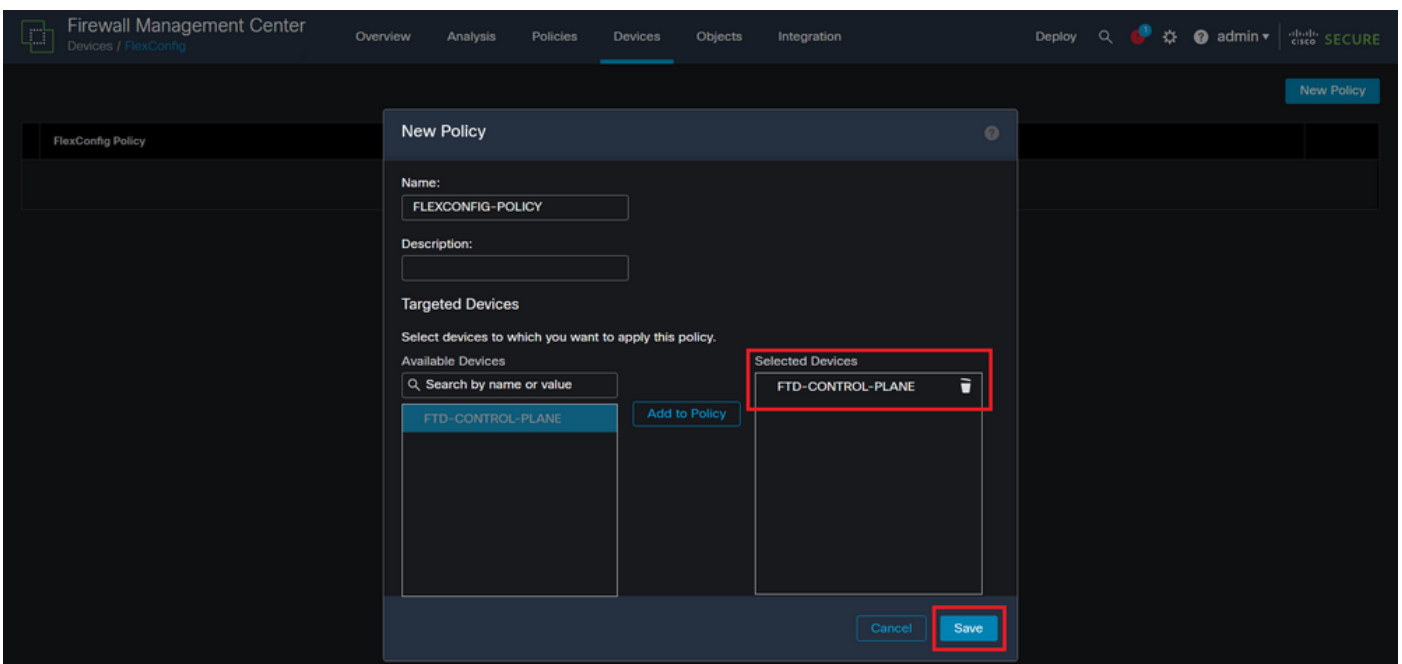 Firewall Management Center
Devices / FlexConfig
Overview Analysis Policies Devices Objects Integration Deploy 1 admin cisco SECURE
New Policy
FlexConfig Policy
New Policy
Name:
FLEXCONFIG-POLICY
Description:
Targeted Devices
Select devices to which you want to apply this policy.
Available Devices
Search by name or value
FTD-CONTROL-PLANE
Add to Policy
Selected Devices
FTD-CONTROL-PLANE
Cancel Save